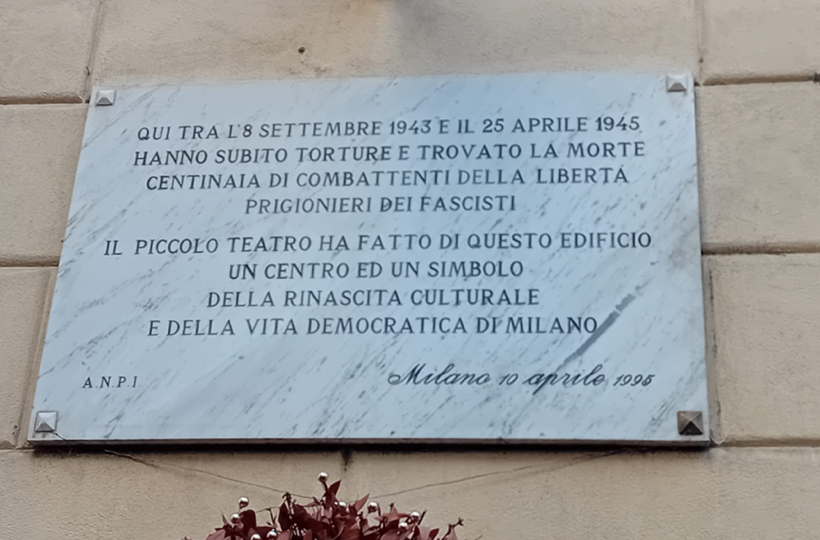 QUI TRA L'8 SETTEMBRE 1943 E IL 25 APRILE 1945
HANNO SUBITO TORTURE E TROVATO LA MORTE
CENTINAIA DI COMBATTENTI DELLA LIBERTÁ
PRIGIONIERI DEI FASCISTI
IL PICCOLO TEATRO HA FATTO DI QUESTO EDIFICIO
UN CENTRO ED UN SIMBOLO
DELLA RINASCITA CULTURALE
E DELLA VITA DEMOCRATICA DI MILANO
A.N.P.I.
Milano 10 aprile 1995